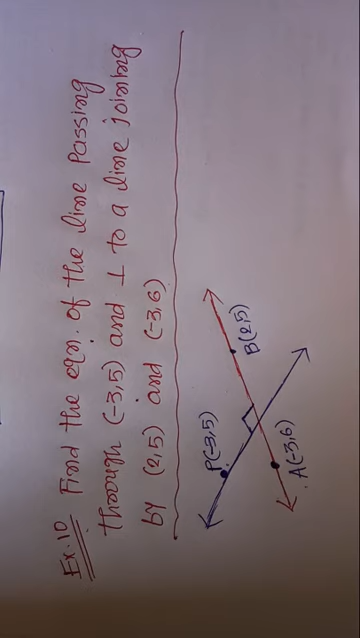 Ex.10 Find the eqn. of the line Passing
through (-3,5) and ⊥ to a line joining
by (2,5) and (-3,6)
P(-3,5)
B(2,5)
A(-3,6)